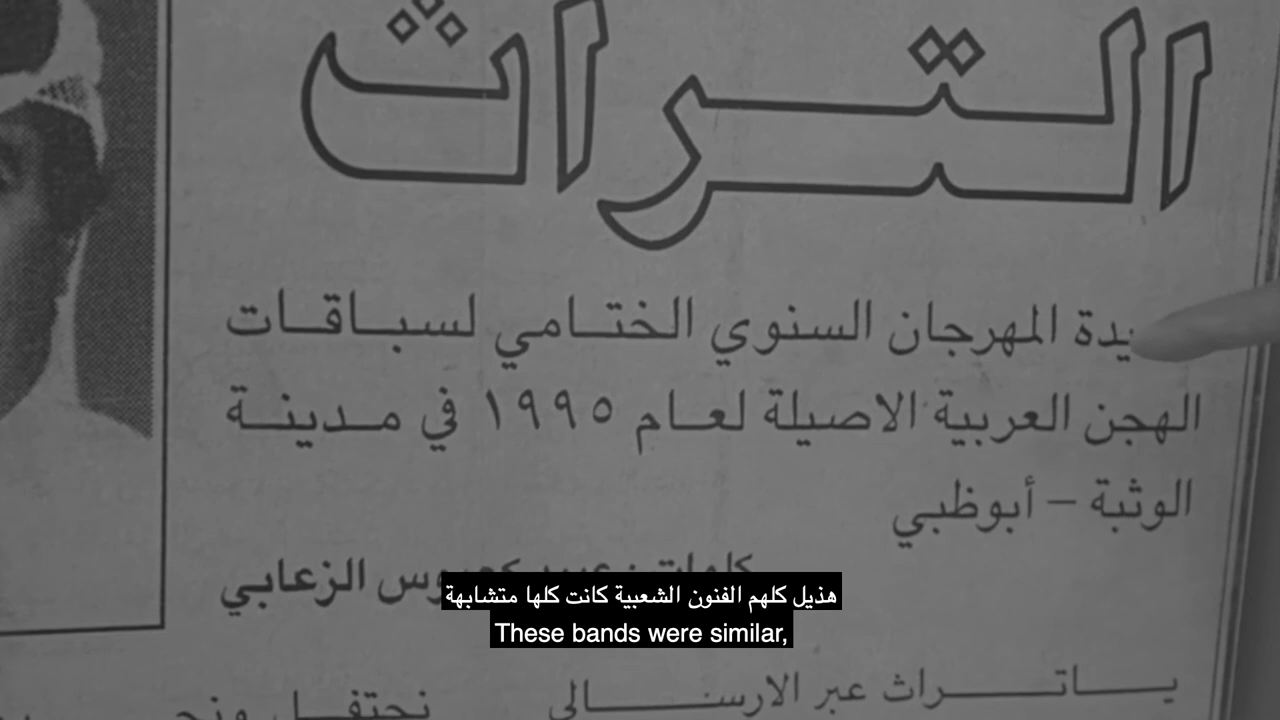 التراث
المهرجان السنوي الختامي لسباقات
الهجن العربية الاصيلة لعام ١٩٩٥ في مدينة
الوثبة – أبوظبي
الزعابي
هذيل كلهم الفنون الشعبية كانت كلها متشابهة
These bands were similar,
يا تراث عبر الارسالي نحتفل